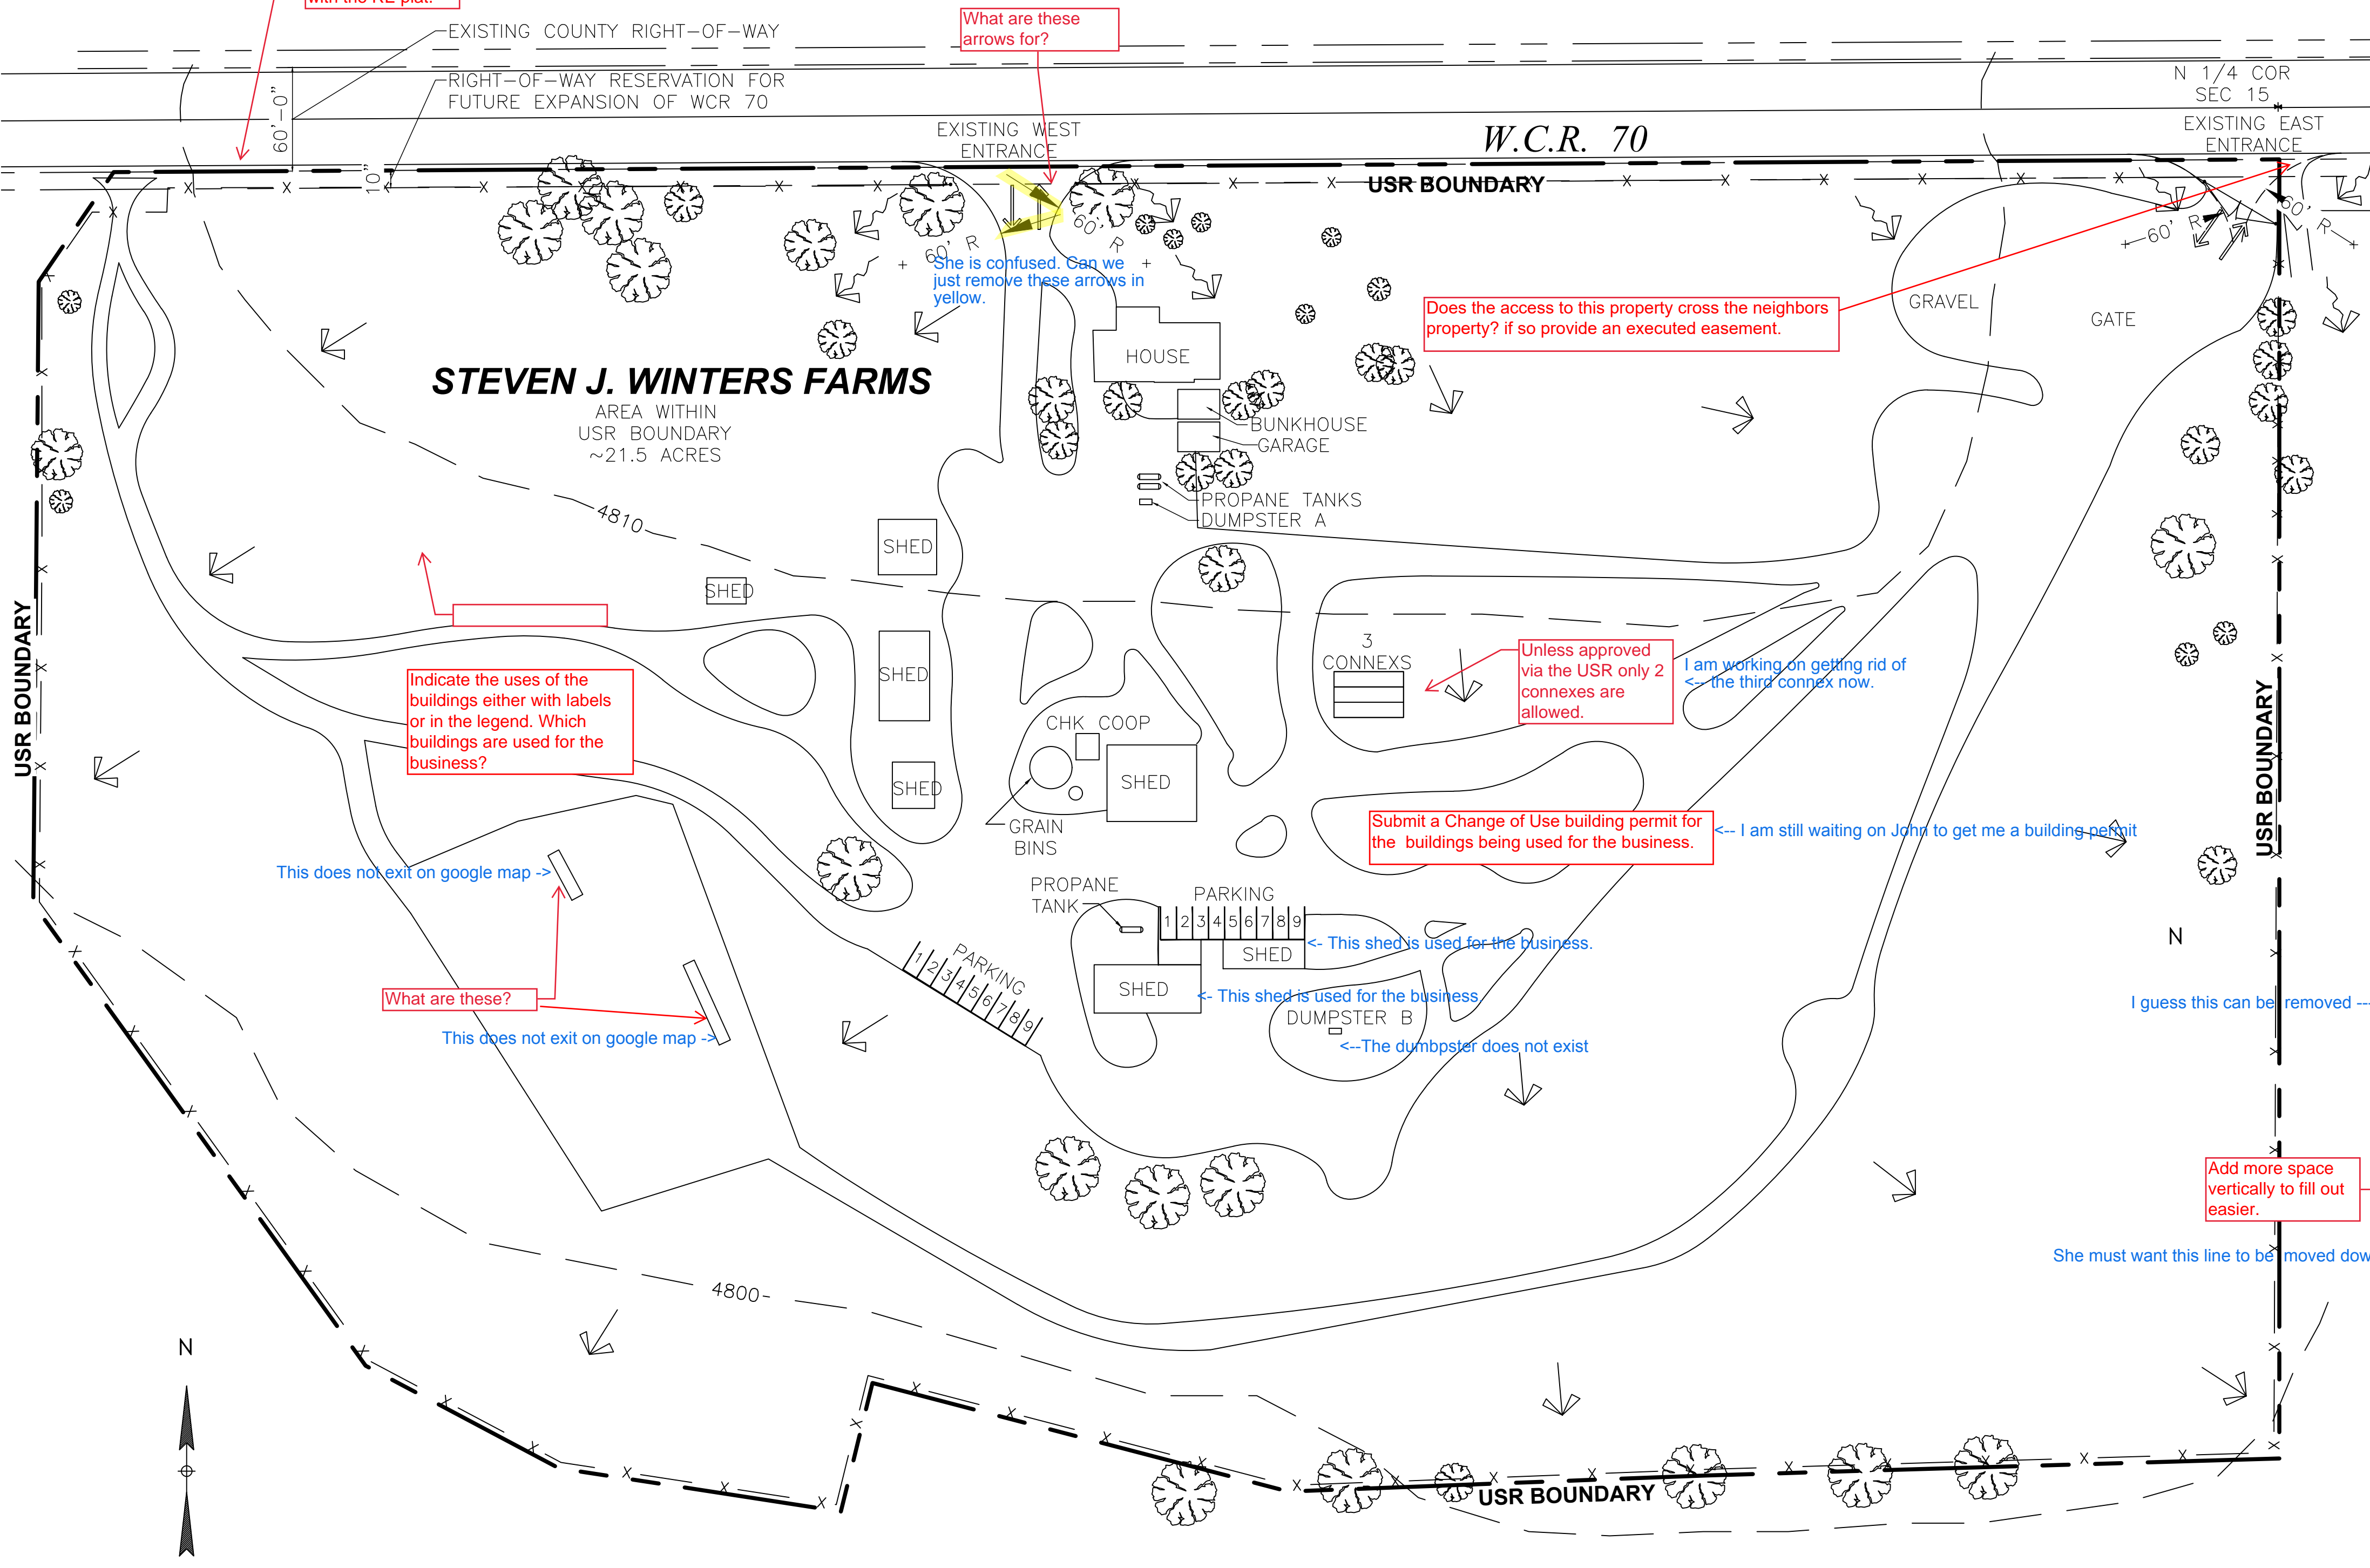 with the RE plat.
What are these
arrows for?
EXISTING COUNTY RIGHT-OF-WAY
RIGHT-OF-WAY RESERVATION FOR
FUTURE EXPANSION OF WCR 70
60'-0"
10'
N 1/4 COR
SEC 15
EXISTING WEST
ENTRANCE
W.C.R. 70
EXISTING EAST
ENTRANCE
USR BOUNDARY
60' R
60' R
60' R
60' R
She is confused. Can we
just remove these arrows in
yellow.
Does the access to this property cross the neighbors
property? if so provide an executed easement.
GRAVEL
GATE
HOUSE
STEVEN J. WINTERS FARMS
AREA WITHIN
USR BOUNDARY
~21.5 ACRES
BUNKHOUSE
GARAGE
PROPANE TANKS
DUMPSTER A
4810
SHED
SHED
USR BOUNDARY
3
CONNEXS
Unless approved
via the USR only 2
connexes are
allowed.
I am working on getting rid of
<-- the third connex now.
Indicate the uses of the
buildings either with labels
or in the legend. Which
buildings are used for the
business?
SHED
CHK COOP
SHED
SHED
USR BOUNDARY
GRAIN
BINS
Submit a Change of Use building permit for
the  buildings being used for the business.
<-- I am still waiting on John to get me a building permit
This does not exit on google map ->
PROPANE
TANK
PARKING
1 2 3 4 5 6 7 8 9
SHED
<- This shed is used for the business.
N
PARKING
1 2 3 4 5 6 7 8 9
SHED
<- This shed is used for the business.
What are these?
I guess this can be removed --
DUMPSTER B
This does not exit on google map ->
<--The dumbpster does not exist
Add more space
vertically to fill out
easier.
She must want this line to be moved dow
4800
N
USR BOUNDARY